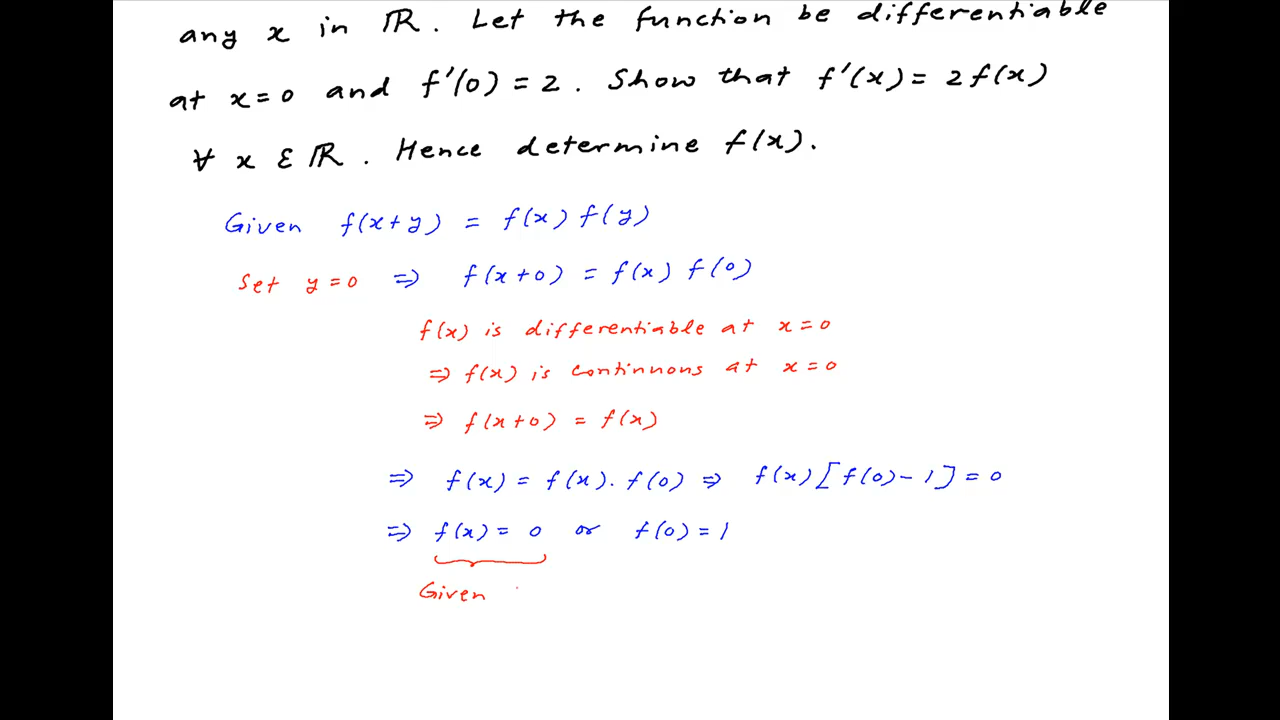 any x in ℝ. Let the function be differentiable
at x=0 and f'(0) = 2. Show that f'(x) = 2f(x)
∀ x ε ℝ. Hence determine f(x).
Given f(x+y) = f(x) f(y)
Set y=0 ⇒ f(x+0) = f(x) f(0)
f(x) is differentiable at x=0
⇒ f(x) is continuous at x=0
⇒ f(x+0) = f(x)
⇒ f(x) = f(x). f(0) ⇒ f(x)[f(0)-1] = 0
⇒ f(x) = 0 or f(0) = 1
Given